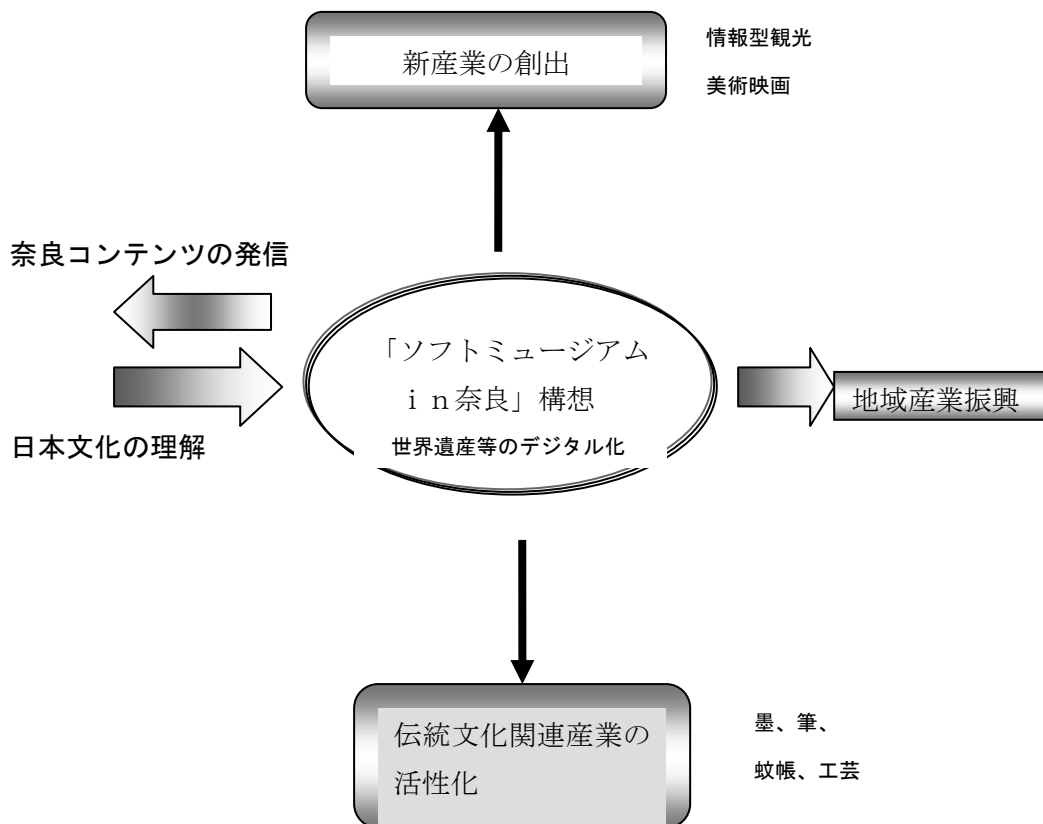 新産業の創出
情報型観光
美術映画
奈良コンテンツの発信
日本文化の理解
「ソフトミュージアム
ｉｎ奈良」構想
世界遺産等のデジタル化
地域産業振興
伝統文化関連産業の
活性化
墨、筆、
蚊帳、工芸